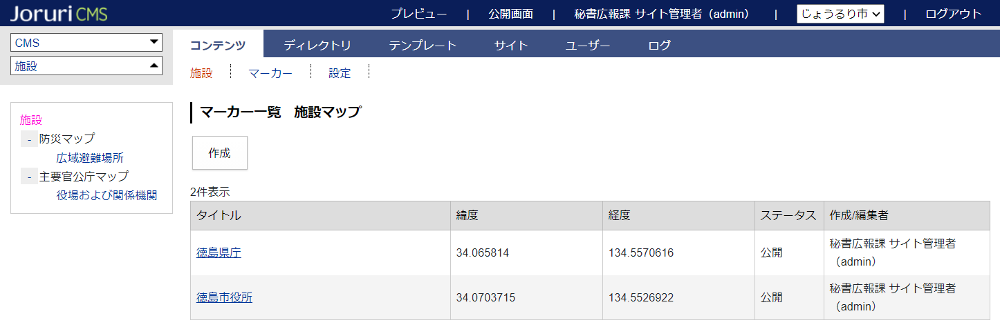 Joruri CMS
プレビュー | 公開画面 | 秘書広報課 サイト管理者（admin） | じょうるり市 | ログアウト
CMS
施設
コンテンツ ディレクトリ テンプレート サイト ユーザー ログ
施設 マーカー 設定
施設
- 防災マップ
広域避難場所
- 主要官公庁マップ
役場および関係機関
マーカー一覧　施設マップ
作成
2件表示
タイトル 緯度 経度 ステータス 作成/編集者
徳島県庁 34.065814 134.5570616 公開 秘書広報課 サイト管理者
（admin）
徳島市役所 34.0703715 134.5526922 公開 秘書広報課 サイト管理者
（admin）